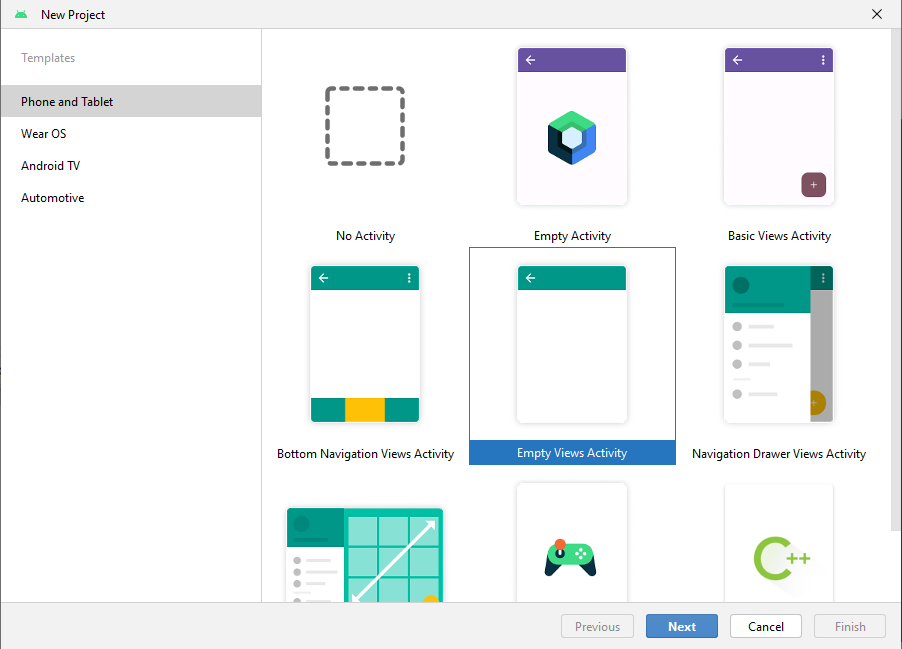 New Project
Templates
Phone and Tablet
Wear OS
Android TV
Automotive
No Activity
Empty Activity
Basic Views Activity
Bottom Navigation Views Activity
Empty Views Activity
Navigation Drawer Views Activity
C++
Previous
Next
Cancel
Finish